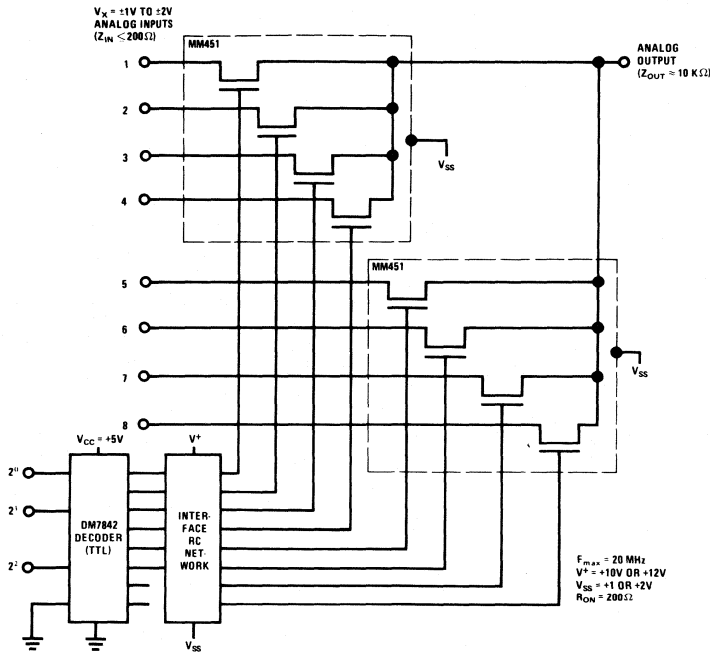 Vx = ±1V TO ±2V
ANALOG INPUTS
(ZIN ≤ 200Ω)
MM451
1
2
3
4
ANALOG
OUTPUT
(ZOUT ≈ 10 KΩ)
VSS
MM451
5
6
7
8
VSS
VCC = +5V
V+
2⁰
2¹
2²
DM7842
DECODER
(TTL)
INTER-
FACE
RC
NET-
WORK
VSS
Fmax = 20 MHz
V+ = +10V OR +12V
VSS = +1 OR +2V
RON = 200Ω